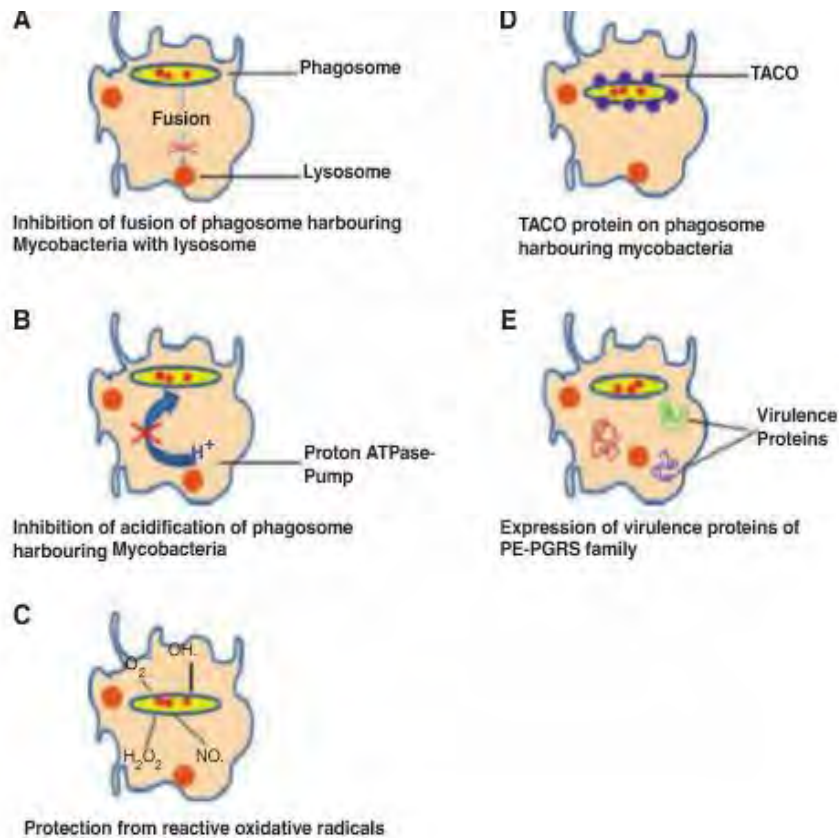 A
Phagosome
Fusion
Lysosome
Inhibition of fusion of phagosome harbouring
Mycobacteria with lysosome
B
H+
Proton ATPase-
Pump
Inhibition of acidification of phagosome
harbouring Mycobacteria
C
O2
OH.
H2O2
NO.
Protection from reactive oxidative radicals
D
TACO
TACO protein on phagosome
harbouring mycobacteria
E
Virulence
Proteins
Expression of virulence proteins of
PE-PGRS family